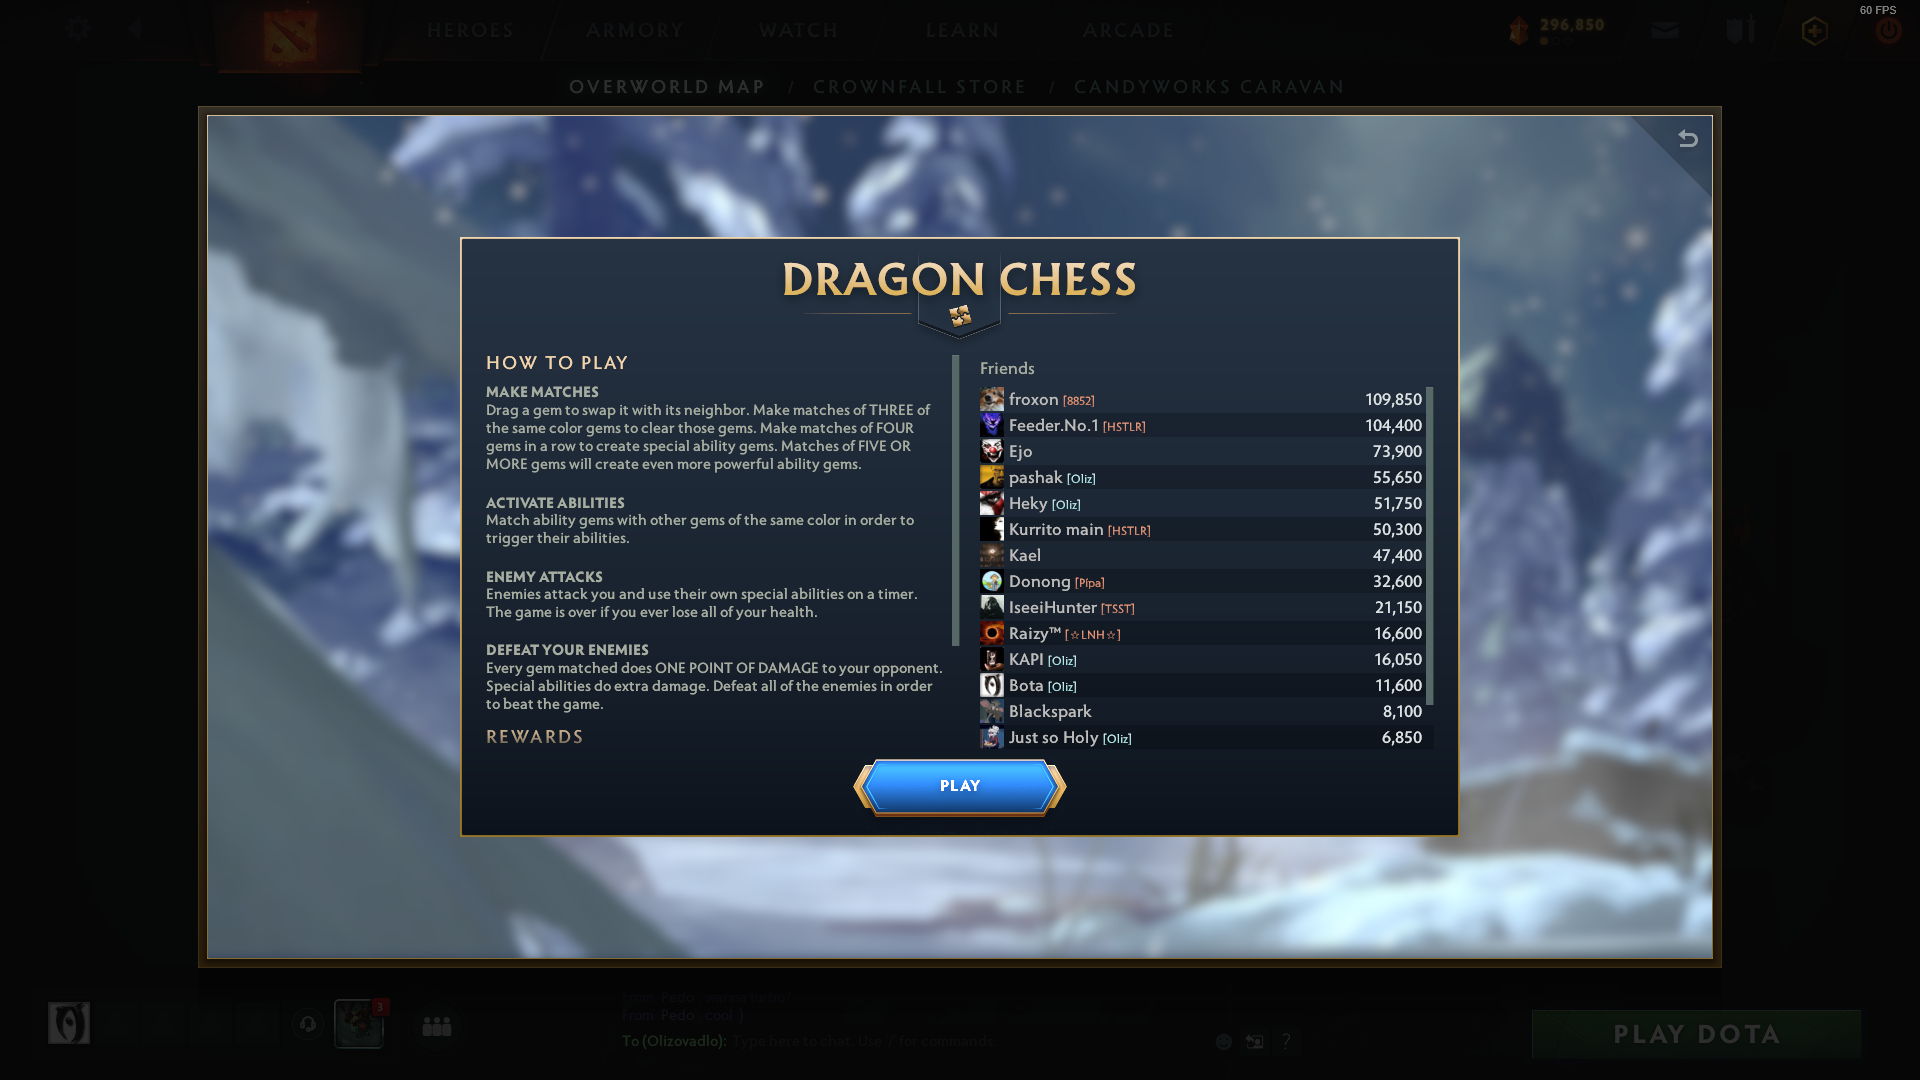 60 FPS
HEROES ARMORY WATCH LEARN ARCADE 296,850
OVERWORLD MAP / CROWNFALL STORE / CANDYWORKS CARAVAN
DRAGON CHESS
HOW TO PLAY
MAKE MATCHES
Drag a gem to swap it with its neighbor. Make matches of THREE of
the same color gems to clear those gems. Make matches of FOUR
gems in a row to create special ability gems. Matches of FIVE OR
MORE gems will create even more powerful ability gems.
ACTIVATE ABILITIES
Match ability gems with other gems of the same color in order to
trigger their abilities.
ENEMY ATTACKS
Enemies attack you and use their own special abilities on a timer.
The game is over if you ever lose all of your health.
DEFEAT YOUR ENEMIES
Every gem matched does ONE POINT OF DAMAGE to your opponent.
Special abilities do extra damage. Defeat all of the enemies in order
to beat the game.
REWARDS
Friends
froxon [8852] 109,850
Feeder.No.1 [HSTLR] 104,400
Ejo 73,900
pashak [Oliz] 55,650
Heky [Oliz] 51,750
Kurrito main [HSTLR] 50,300
Kael 47,400
Donong [Pípa] 32,600
IseeiHunter [TSST] 21,150
Raizy™ [☆LNH☆] 16,600
KAPI [Oliz] 16,050
Bota [Oliz] 11,600
Blackspark 8,100
Just so Holy [Oliz] 6,850
PLAY
3
From: Pedo
From: Pedo: cool :)
To (Olizovadlo): Type here to chat. Use '/' for commands
?
PLAY DOTA